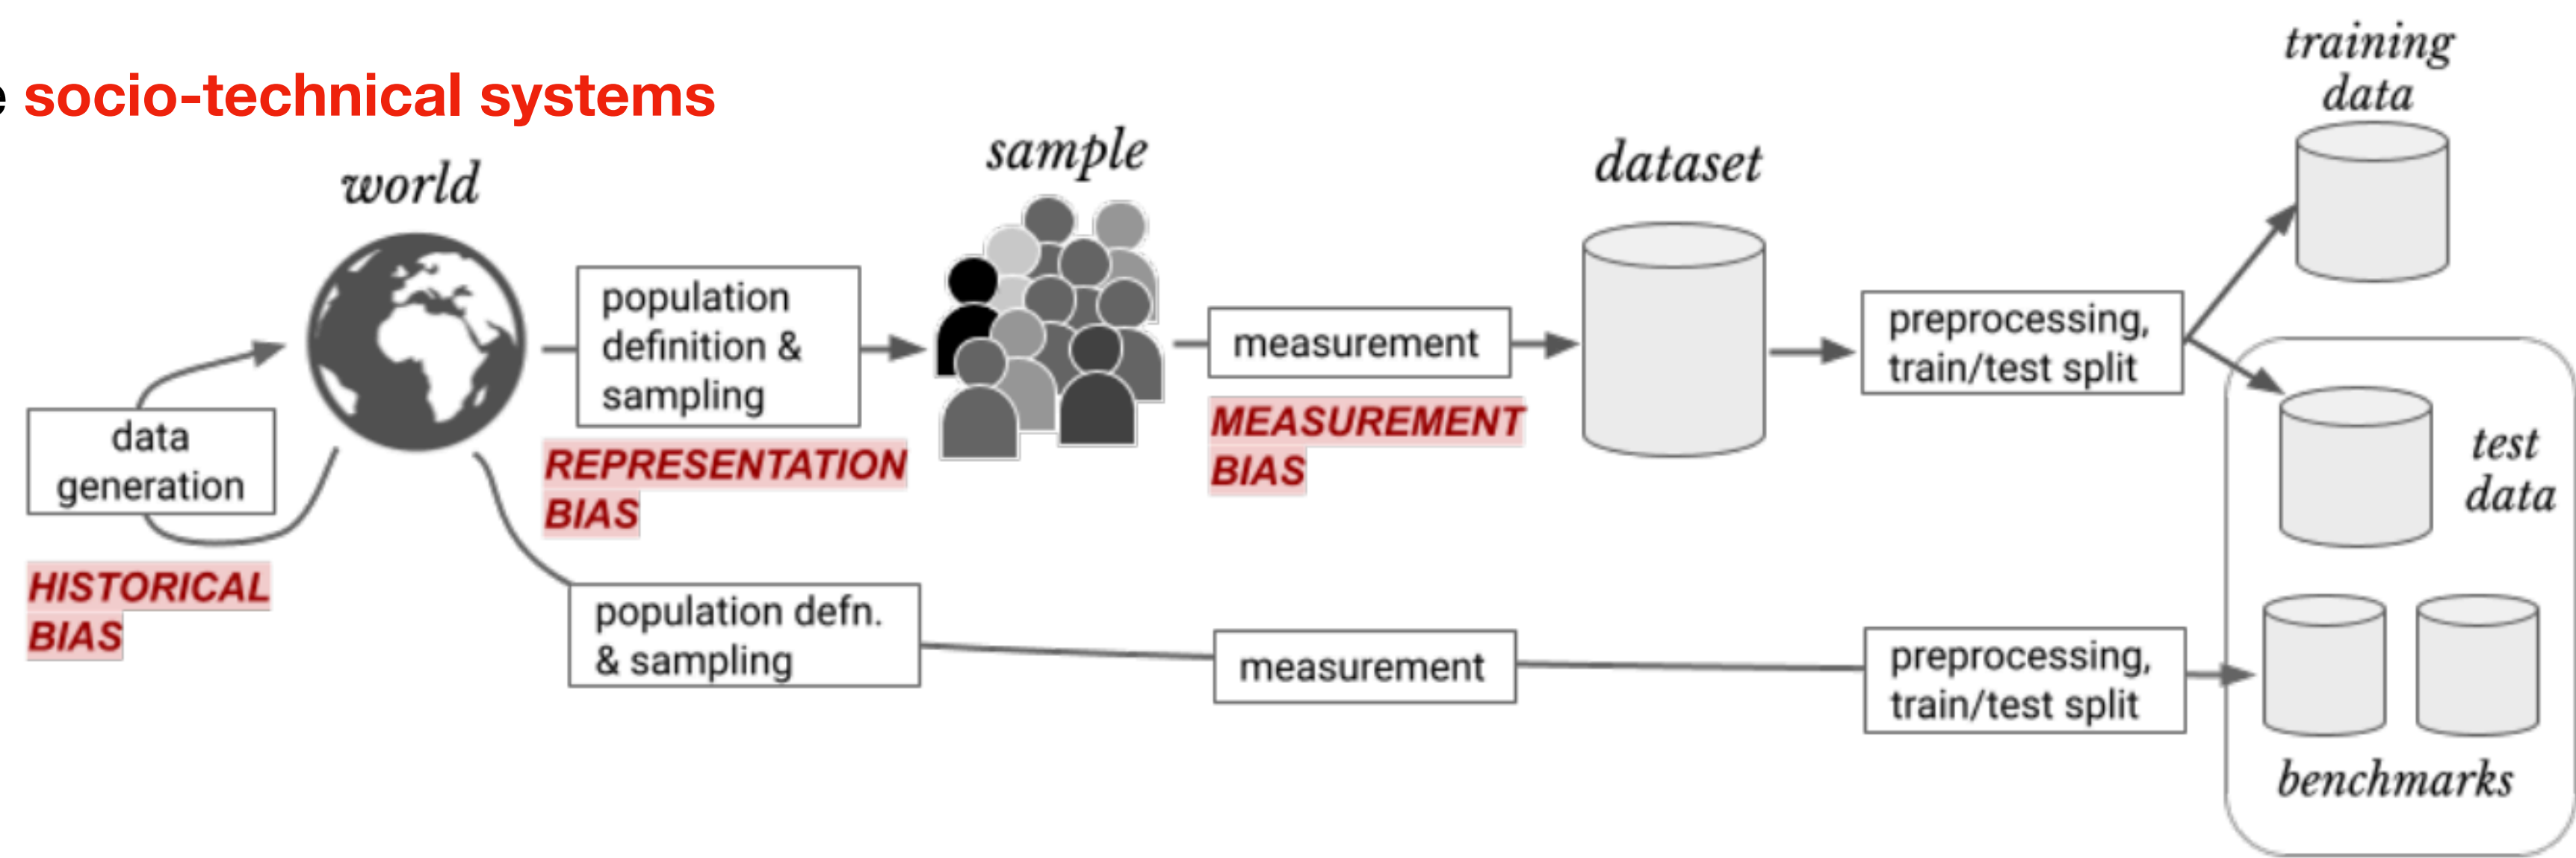 e socio-technical systems
world
sample
dataset
training
data
population
definition &
sampling
measurement
preprocessing,
train/test split
data
generation
REPRESENTATION
BIAS
MEASUREMENT
BIAS
test
data
HISTORICAL
BIAS
population defn.
& sampling
measurement
preprocessing,
train/test split
benchmarks